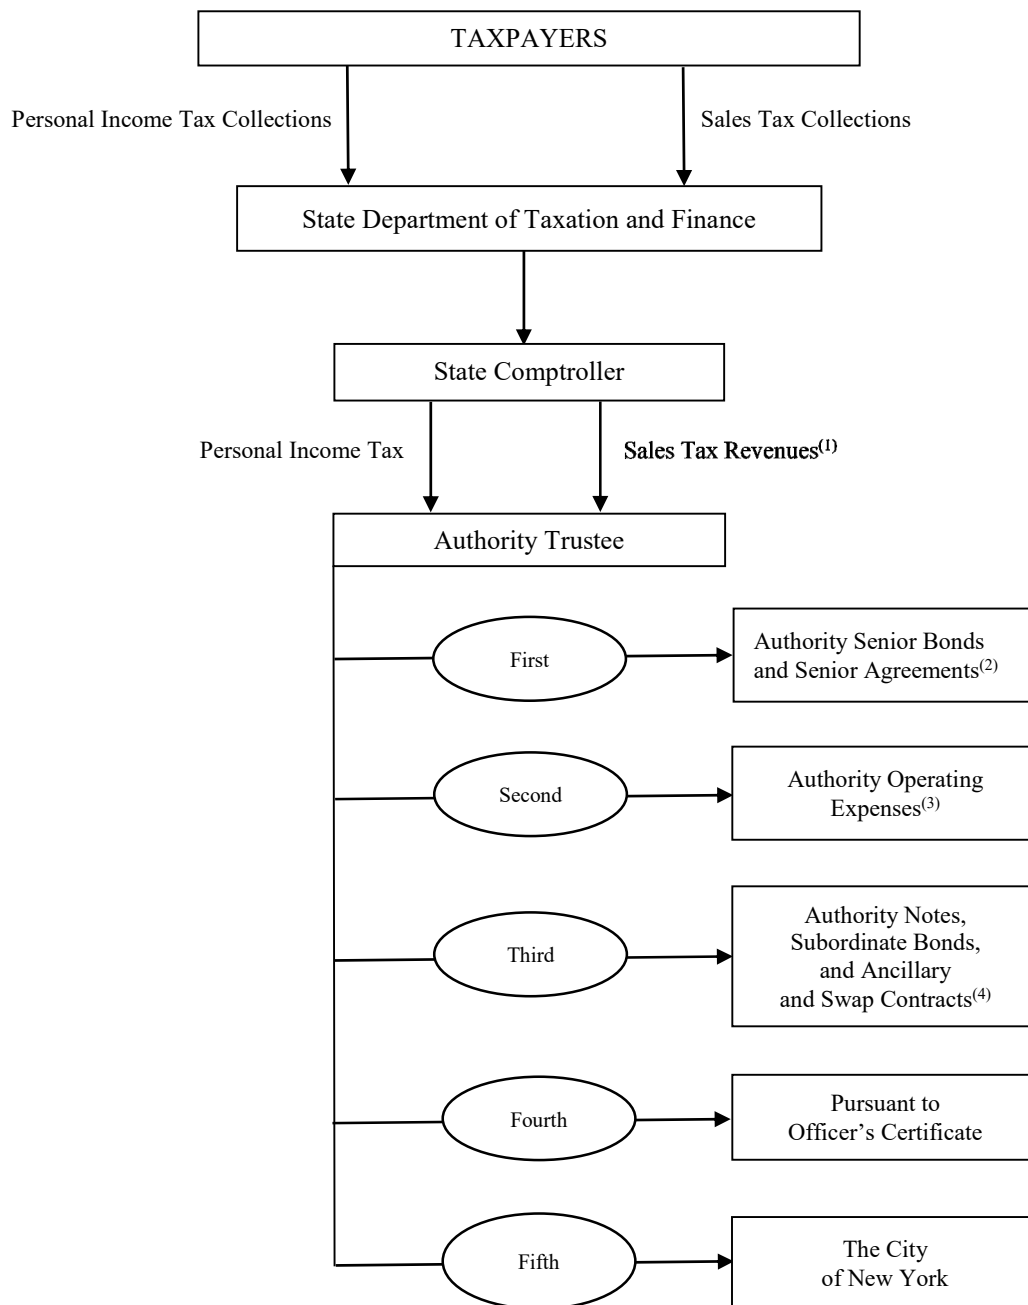 TAXPAYERS
Personal Income Tax Collections
Sales Tax Collections
State Department of Taxation and Finance
State Comptroller
Personal Income Tax
Sales Tax Revenues(1)
Authority Trustee
First
Authority Senior Bonds
and Senior Agreements(2)
Second
Authority Operating
Expenses(3)
Third
Authority Notes,
Subordinate Bonds,
and Ancillary
and Swap Contracts(4)
Fourth
Pursuant to
Officer’s Certificate
Fifth
The City
of New York